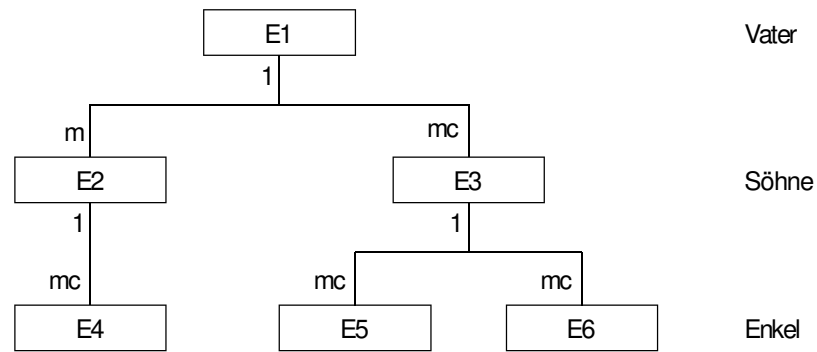 E1 Vater
1
m mc
E2 E3 Söhne
1 1
mc mc mc
E4 E5 E6 Enkel